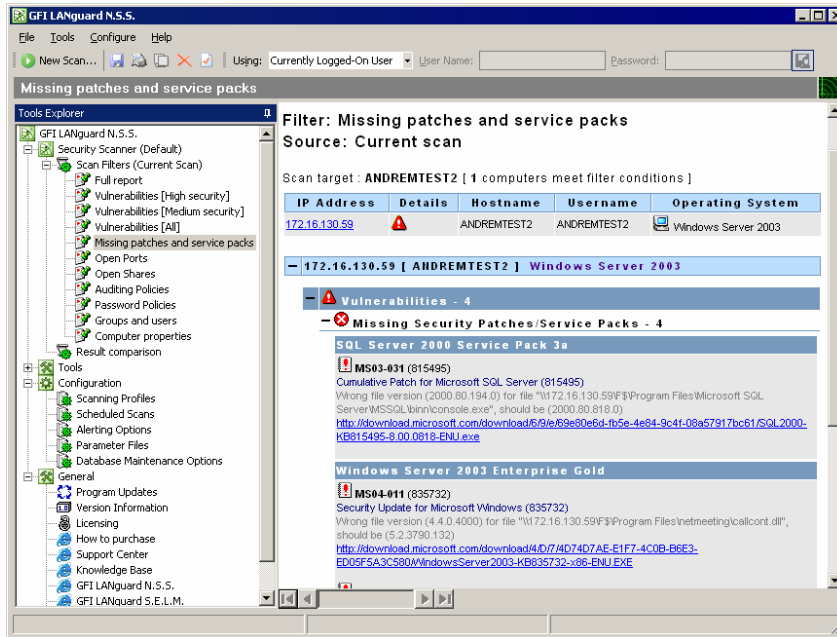 GFI LANguard N.S.S.
File Tools Configure Help
New Scan... Using: Currently Logged-On User User Name: Password:
Missing patches and service packs
Tools Explorer
GFI LANguard N.S.S.
Security Scanner (Default)
Scan Filters (Current Scan)
Full report
Vulnerabilities [High security]
Vulnerabilities [Medium security]
Vulnerabilities [All]
Missing patches and service packs
Open Ports
Open Shares
Auditing Policies
Password Policies
Groups and users
Computer properties
Result comparison
Tools
Configuration
Scanning Profiles
Scheduled Scans
Alerting Options
Parameter Files
Database Maintenance Options
General
Program Updates
Version Information
Licensing
How to purchase
Support Center
Knowledge Base
GFI LANguard N.S.S.
GFI LANguard S.E.L.M.
Filter: Missing patches and service packs
Source: Current scan
Scan target : ANDREMTEST2 [ 1 computers meet filter conditions ]
IP Address Details Hostname Username Operating System
172.16.130.59 ANDREMTEST2 ANDREMTEST2 Windows Server 2003
172.16.130.59 [ ANDREMTEST2 ] Windows Server 2003
Vulnerabilities - 4
Missing Security Patches/Service Packs - 4
SQL Server 2000 Service Pack 3a
MS03-031 (815495)
Cumulative Patch for Microsoft SQL Server (815495)
Wrong file version (2000.80.194.0) for file "\\172.16.130.59\F$\Program Files\Microsoft SQL
Server\MSSQL\binn\console.exe", should be (2000.80.818.0)
http://download.microsoft.com/download/6/9/e/69e80e6d-fb5e-4e84-9c4f-08a57917bc61/SQL2000-
KB815495-8.00.0818-ENU.exe
Windows Server 2003 Enterprise Gold
MS04-011 (835732)
Security Update for Microsoft Windows (835732)
Wrong file version (4.4.0.4000) for file "\\172.16.130.59\F$\Program Files\netmeeting\callcont.dll",
should be (5.2.3790.132)
http://download.microsoft.com/download/4/D/7/4D74D7AE-E1F7-4C0B-B6E3-
ED05F5A3C580/WindowsServer2003-KB835732-x86-ENU.EXE